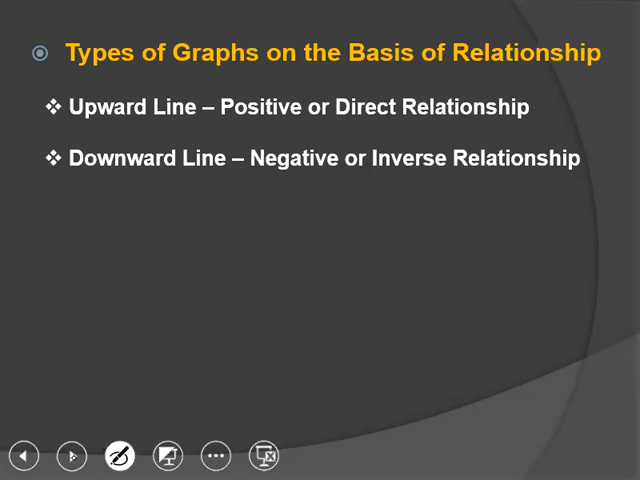 Types of Graphs on the Basis of Relationship
Upward Line – Positive or Direct Relationship
Downward Line – Negative or Inverse Relationship